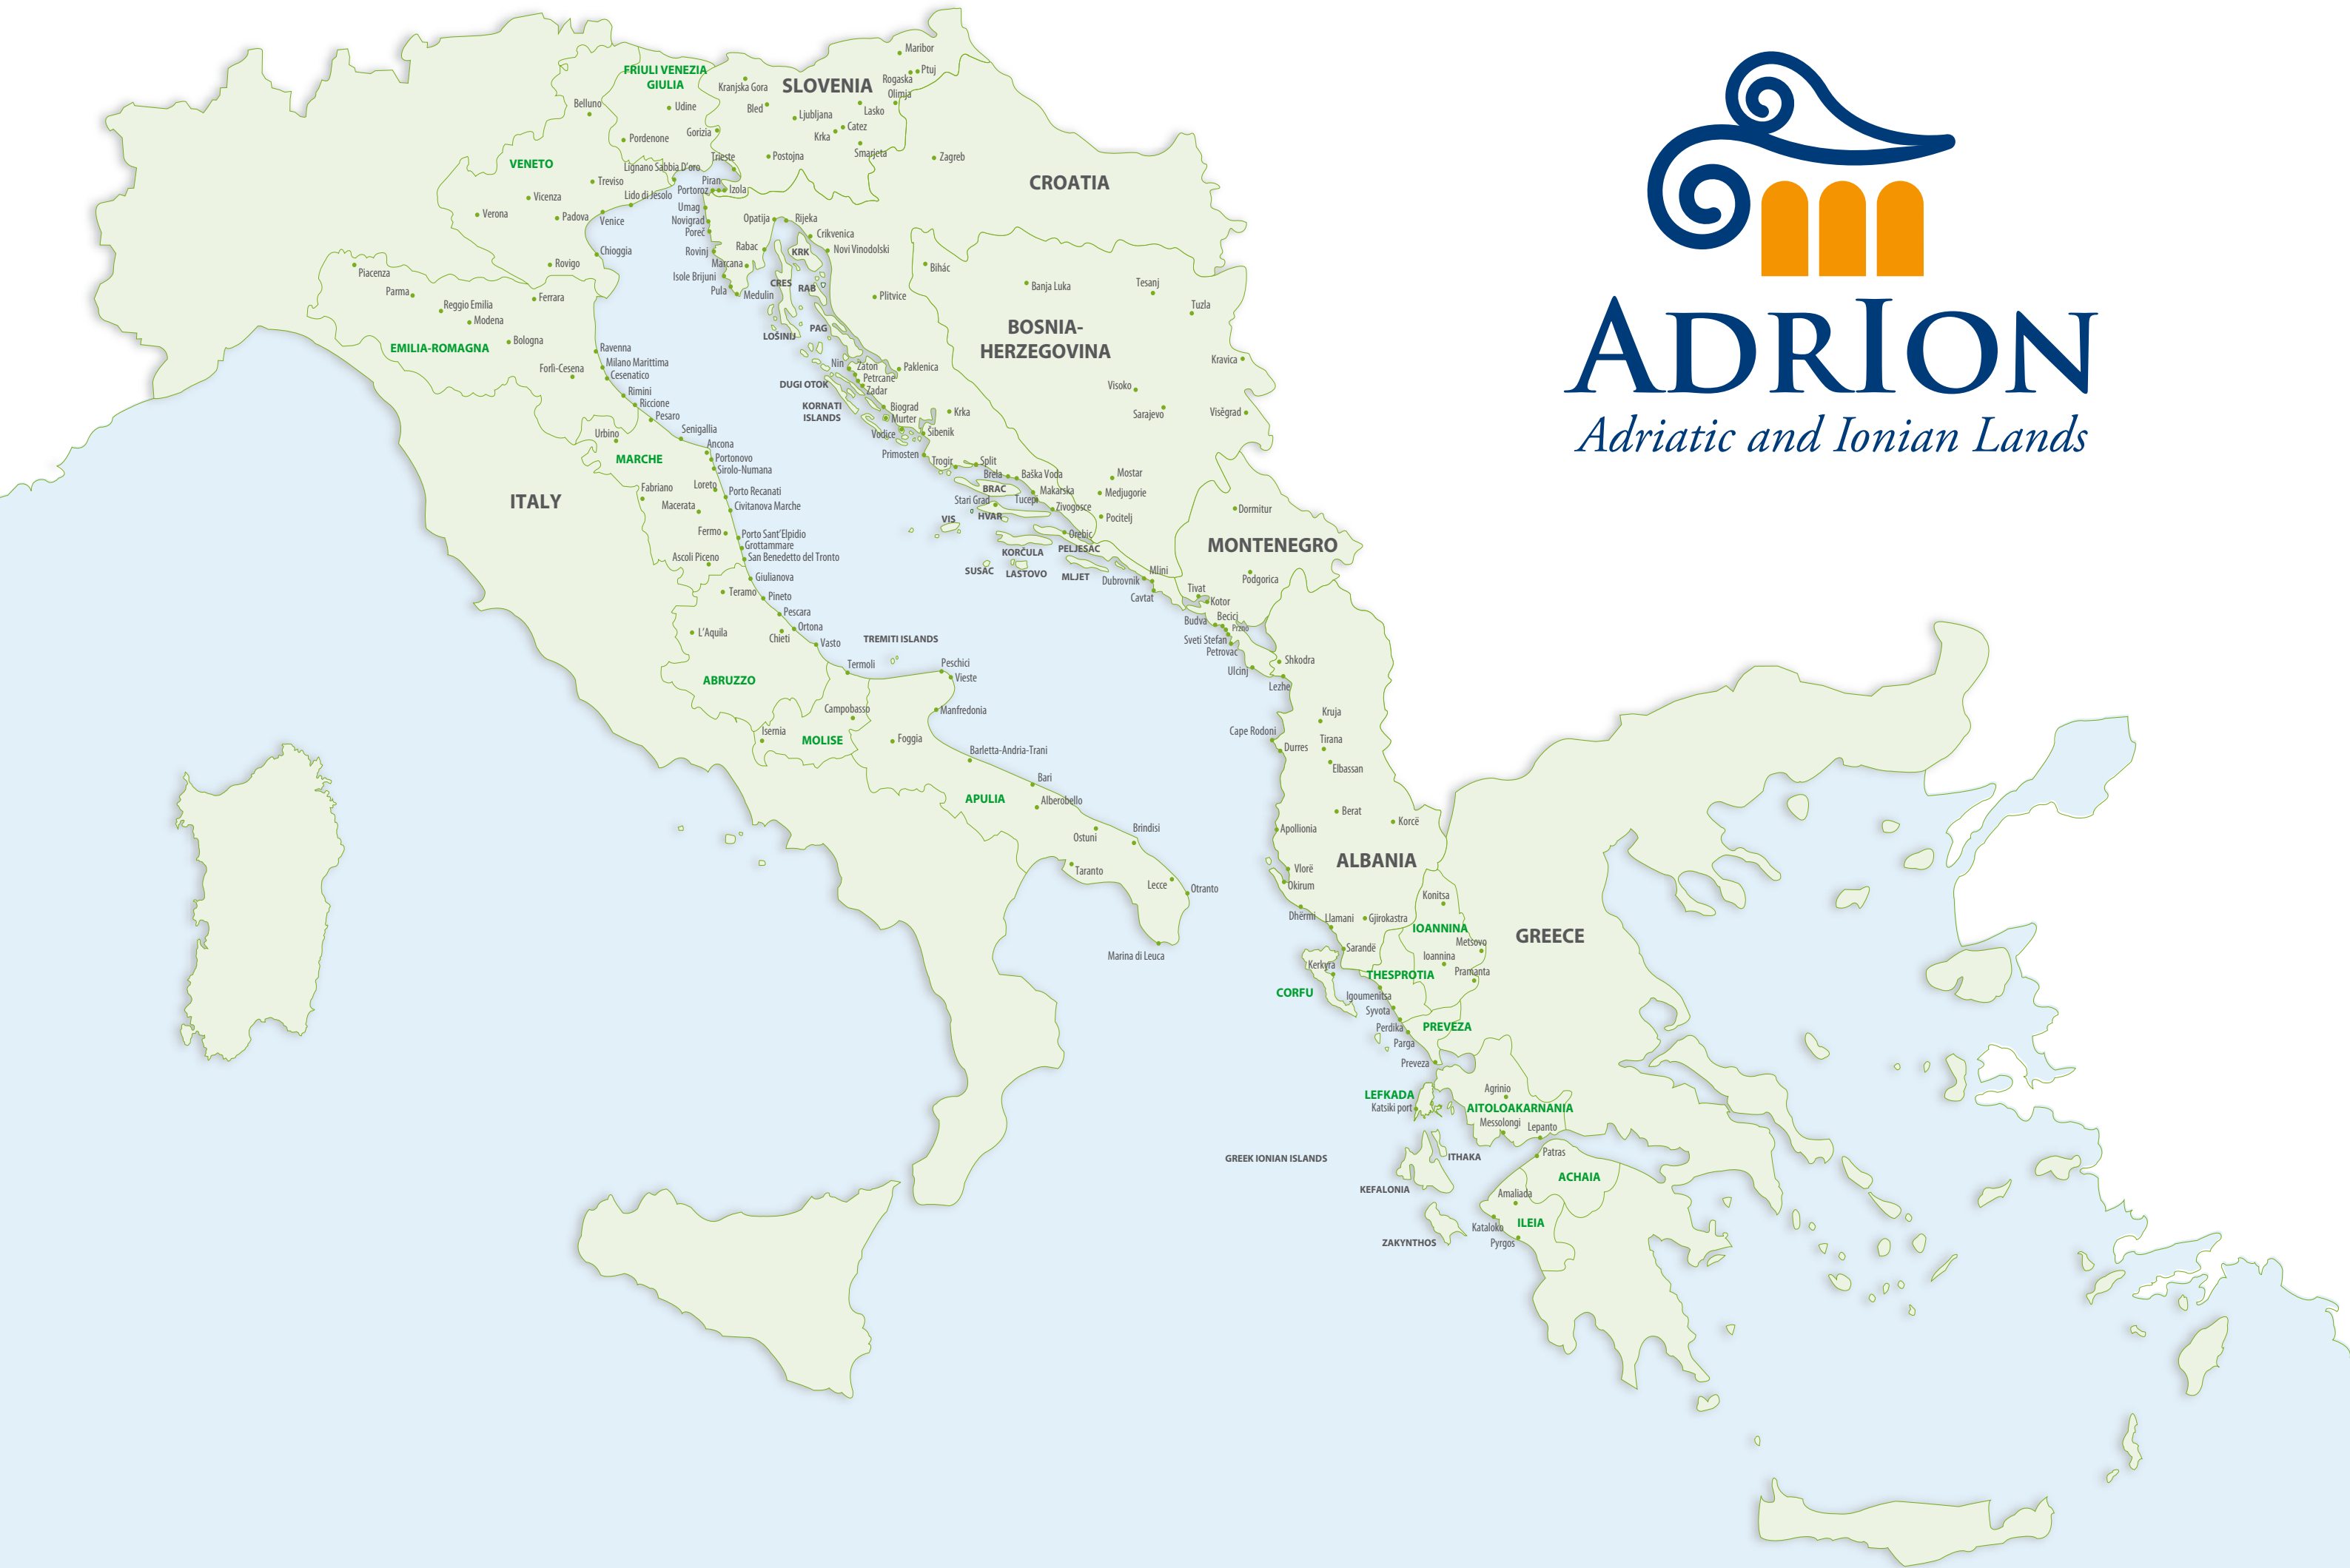 ADRION
Adriatic and Ionian Lands
SLOVENIA
Maribor
Ptuj
Rogaska
Olimja
Kranjska Gora
Bled
Ljubljana
Lasko
Catez
Krka
Smarjeta
Postojna
Piran
Portoroz
Izola
FRIULI VENEZIA
GIULIA
Udine
Pordenone
Gorizia
Trieste
Lignano Sabbia D'oro
VENETO
Belluno
Treviso
Vicenza
Verona
Padova
Venice
Lido di Jesolo
Chioggia
Rovigo
EMILIA-ROMAGNA
Piacenza
Parma
Reggio Emilia
Modena
Bologna
Ferrara
Forli-Cesena
Ravenna
Milano Marittima
Cesenatico
Rimini
Riccione
ITALY
MARCHE
Pesaro
Urbino
Senigallia
Ancona
Portonovo
Sirolo-Numana
Loreto
Porto Recanati
Civitanova Marche
Fabriano
Macerata
Fermo
Porto Sant'Elpidio
Grottammare
San Benedetto del Tronto
Ascoli Piceno
ABRUZZO
Giulianova
Teramo
Pineto
Pescara
Ortona
Chieti
L'Aquila
Vasto
MOLISE
Termoli
Campobasso
Isernia
TREMITI ISLANDS
APULIA
Peschici
Vieste
Manfredonia
Foggia
Barletta-Andria-Trani
Bari
Alberobello
Ostuni
Brindisi
Taranto
Lecce
Otranto
Marina di Leuca
CROATIA
Zagreb
Umag
Novigrad
Poreč
Rovinj
Marcana
Isole Brijuni
Pula
Medulin
Rabac
Opatija
Rijeka
Crikvenica
Novi Vinodolski
KRK
CRES
RAB
LOŠINIJ
PAG
Plitvice
Nin
Zaton
Petrcane
Zadar
Paklenica
DUGI OTOK
KORNATI
ISLANDS
Biograd
Murter
Vodice
Krka
Šibenik
Primosten
Trogir
Split
Brela
Baška Voda
BRAC
Makarska
Tucepi
Zivogosce
Stari Grad
HVAR
VIS
Orebic
KORČULA
PELJESAC
SUSAC
LASTOVO
MLJET
Dubrovnik
Mlini
Cavtat
BOSNIA-
HERZEGOVINA
Bihác
Banja Luka
Tesanj
Tuzla
Kravica
Visoko
Sarajevo
Visěgrad
Mostar
Medjugorie
Pocitelj
MONTENEGRO
Dormitur
Podgorica
Tivat
Kotor
Budva
Becici
Przno
Sveti Stefan
Petrovac
Ulcinj
ALBANIA
Shkodra
Lezhe
Kruja
Cape Rodoni
Tirana
Durres
Elbassan
Berat
Korcë
Apollionia
Vlorë
Okirum
Dhërmi
Llamani
Gjirokastra
Sarandë
GREECE
IOANNINA
Konitsa
Metsovo
Ioannina
Pramanta
THESPROTIA
Igoumenitsa
Syvota
Perdika
CORFU
Kerkyra
PREVEZA
Parga
Preveza
LEFKADA
Katsiki port
AITOLOAKARNANIA
Agrinio
Messolongi
Lepanto
GREEK IONIAN ISLANDS
ITHAKA
KEFALONIA
ZAKYNTHOS
ACHAIA
Patras
ILEIA
Amaliada
Kataloko
Pyrgos